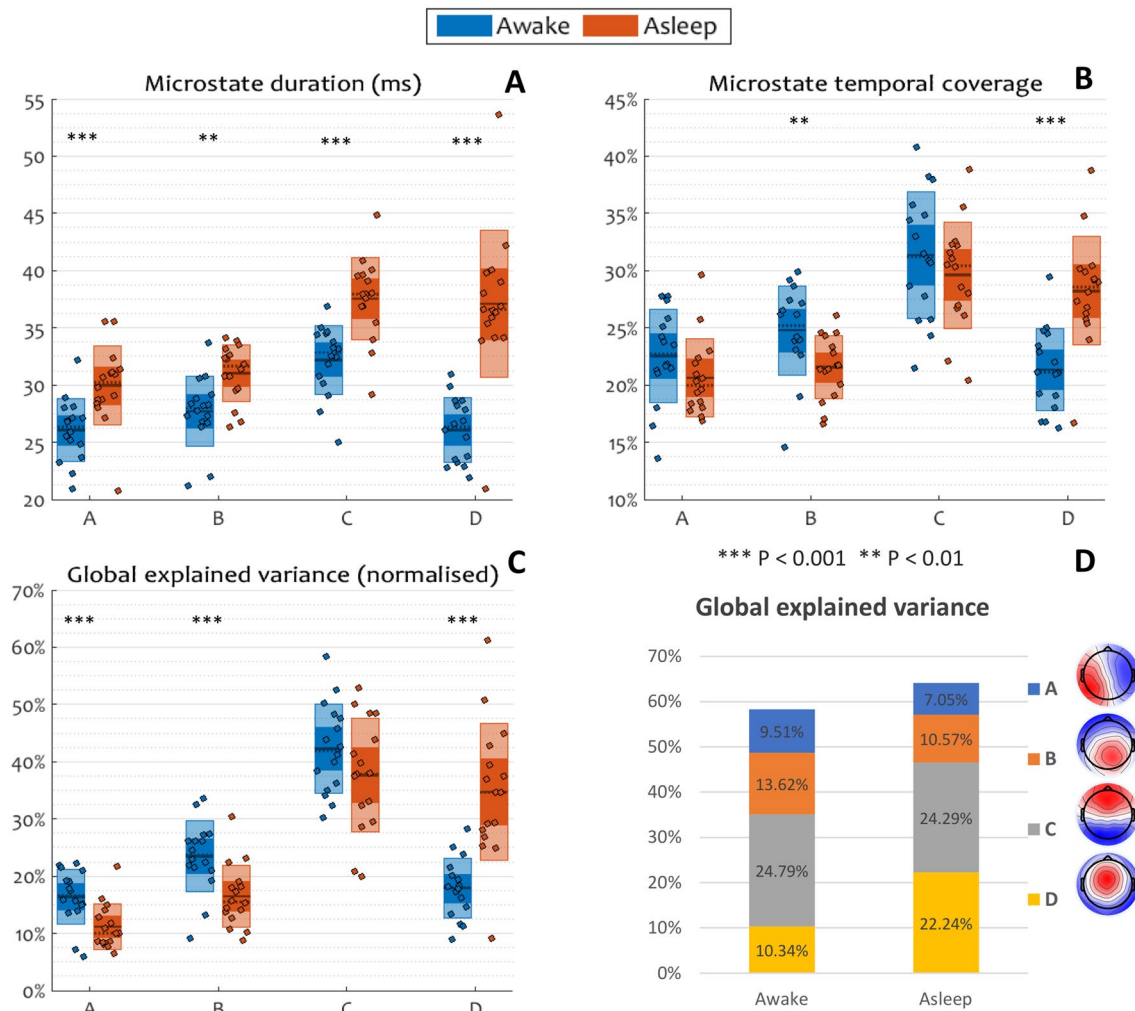 Awake Asleep
Microstate duration (ms) A
55
50
45
40
35
30
25
20
*** ** *** ***
A B C D
Microstate temporal coverage B
45%
40%
35%
30%
25%
20%
15%
10%
** ***
A B C D
Global explained variance (normalised) C
70%
60%
50%
40%
30%
20%
10%
0%
*** *** ***
A B C D
*** P < 0.001 ** P < 0.01 D
Global explained variance
70%
60%
50%
40%
30%
20%
10%
0%
9.51%
13.62%
24.79%
10.34%
7.05%
10.57%
24.29%
22.24%
Awake Asleep
A
B
C
D